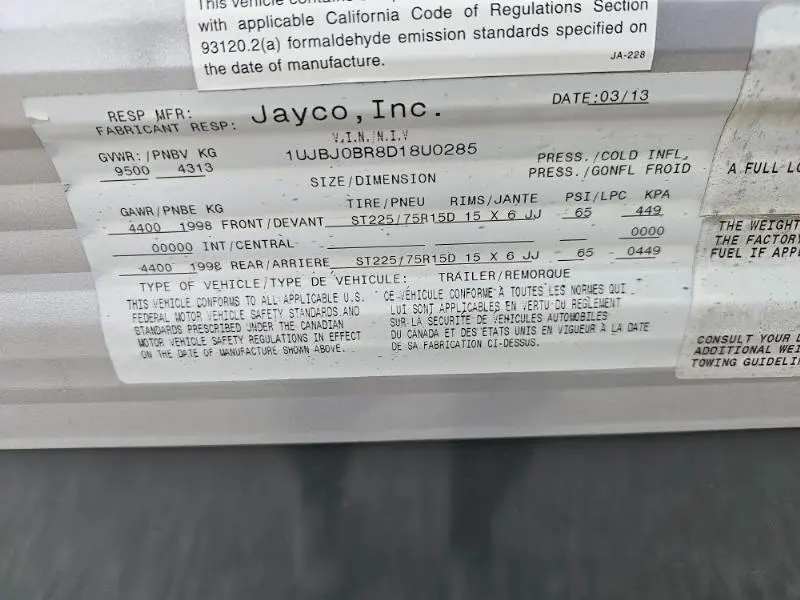 This vehicle
with applicable California Code of Regulations Section
93120.2(a) formaldehyde emission standards specified on
the date of manufacture.
JA-228
RESP MFR: Jayco, Inc. DATE:03/13
FABRICANT RESP:
V.I.N./N.I.V
GVWR:/PNBV KG 1UJBJ0BR8D18U0285 PRESS./COLD INFL,
9500 4313 PRESS./GONFL FROID
SIZE/DIMENSION
GAWR/PNBE KG TIRE/PNEU RIMS/JANTE PSI/LPC KPA
4400 1998 FRONT/DEVANT ST225/75R15D 15 X 6 JJ 65 449
00000 INT/CENTRAL 0000
4400 1998 REAR/ARRIERE ST225/75R15D 15 X 6 JJ 65 0449
TYPE OF VEHICLE/TYPE DE VEHICULE: TRAILER/REMORQUE
THIS VEHICLE CONFORMS TO ALL APPLICABLE U.S.
FEDERAL MOTOR VEHICLE SAFETY STANDARDS AND
STANDARDS PRESCRIBED UNDER THE CANADIAN
MOTOR VEHICLE SAFETY REGULATIONS IN EFFECT
ON THE DATE OF MANUFACTURE SHOWN ABOVE.
CE VÉHICULE CONFORME À TOUTES LES NORMES QUI
LUI SONT APPLICABLES EN VERTU DU REGLEMENT
SUR LA SECURITE DE VEHICULES AUTOMOBILES
DU CANADA ET DES ETATS UNIS EN VIGUEUR A LA DATE
DE SA FABRICATION CI-DESSUS.
A FULL LO
THE WEIGHT
THE FACTORY
FUEL IF APP
CONSULT YOUR
ADDITIONAL WEI
TOWING GUIDELI